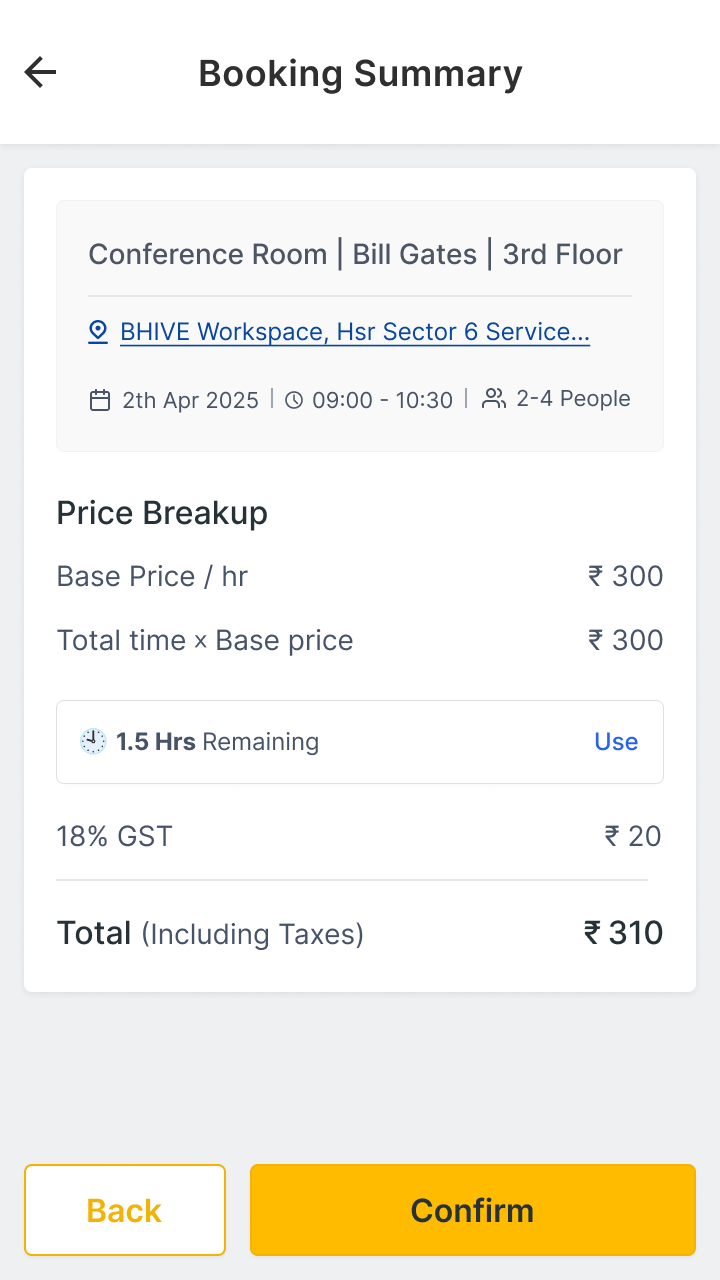 Booking Summary
Conference Room | Bill Gates | 3rd Floor
BHIVE Workspace, Hsr Sector 6 Service...
2th Apr 2025 | 09:00 - 10:30 | 2-4 People
Price Breakup
Base Price / hr ₹ 300
Total time × Base price ₹ 300
1.5 Hrs Remaining Use
18% GST ₹ 20
Total (Including Taxes) ₹ 310
Back Confirm